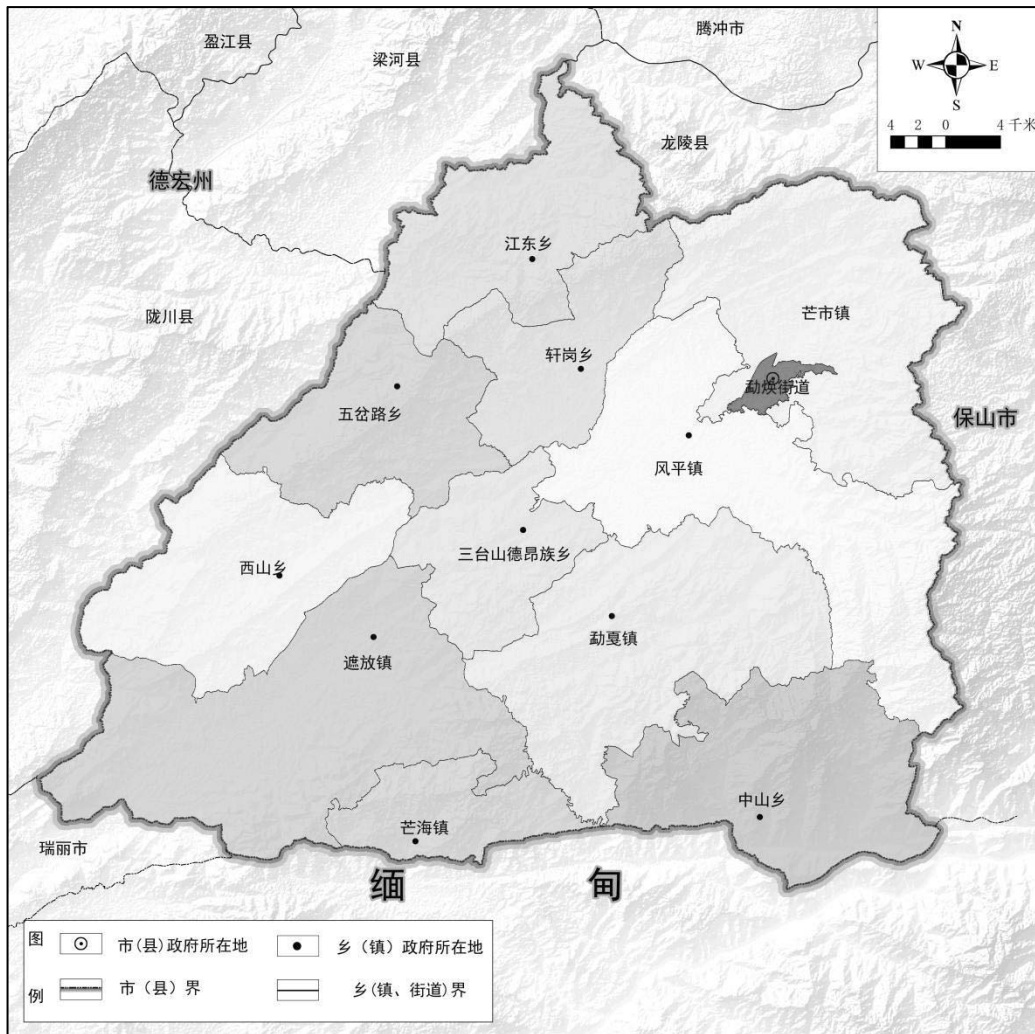 盈江县
梁河县
腾冲市
N
W E
S
4 2 0 4 千米
龙陵县
德宏州
江东乡
陇川县
芒市镇
轩岗乡
勐焕街道
五岔路乡
保山市
风平镇
三台山德昂族乡
西山乡
勐戛镇
遮放镇
中山乡
芒海镇
瑞丽市
缅 甸
图例
市(县)政府所在地
乡（镇）政府所在地
市（县）界
乡(镇、街道)界